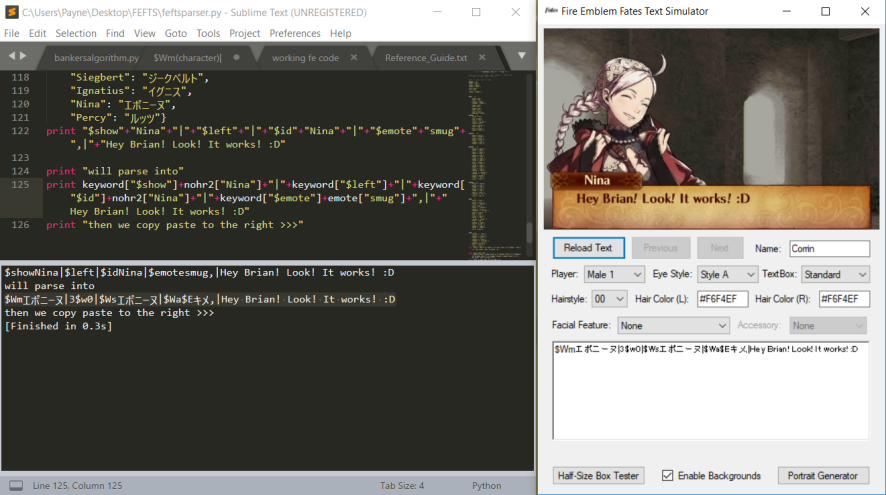 C:\Users\Payne\Desktop\FEFTS\feftsparser.py - Sublime Text (UNREGISTERED)
File Edit Selection Find View Goto Tools Project Preferences Help
bankersalgorithm.py $Wm(character)| working fe code Reference_Guide.txt
118 "Siegbert": "ジークベルト",
119 "Ignatius": "イグニス",
120 "Nina": "エポニーヌ",
121 "Percy": "ルッツ"}
122 print "$show"+"Nina"+"|"+"$left"+"|"+"$id"+"Nina"+"|"+"$emote"+"smug"+
",|"+"Hey Brian! Look! It works! :D"
123
124 print "will parse into"
125 print keyword["$show"]+nohr2["Nina"]+"|"+keyword["$left"]+"|"+keyword[
"$id"]+nohr2["Nina"]+"|"+keyword["$emote"]+emote["smug"]+",|"+"
Hey Brian! Look! It works! :D"
126 print "then we copy paste to the right >>>"
$showNina|$left|$idNina|$emotesmug,|Hey Brian! Look! It works! :D
will parse into
$Wmエポニーヌ|3$w0|$Wsエポニーヌ|$Wa$Eキメ,|Hey Brian! Look! It works! :D
then we copy paste to the right >>>
[Finished in 0.3s]
Line 125, Column 125 Tab Size: 4 Python
Fates Fire Emblem Fates Text Simulator
Nina
Hey Brian! Look! It works! :D
Reload Text Previous Next Name: Corrin
Player: Male 1 Eye Style: Style A TextBox: Standard
Hairstyle: 00 Hair Color (L): #F6F4EF Hair Color (R): #F6F4EF
Facial Feature: None Accessory: None
$Wmエポニーヌ|3$w0|$Wsエポニーヌ|$Wa$Eキメ,|Hey Brian! Look! It works! :D
Half-Size Box Tester Enable Backgrounds Portrait Generator